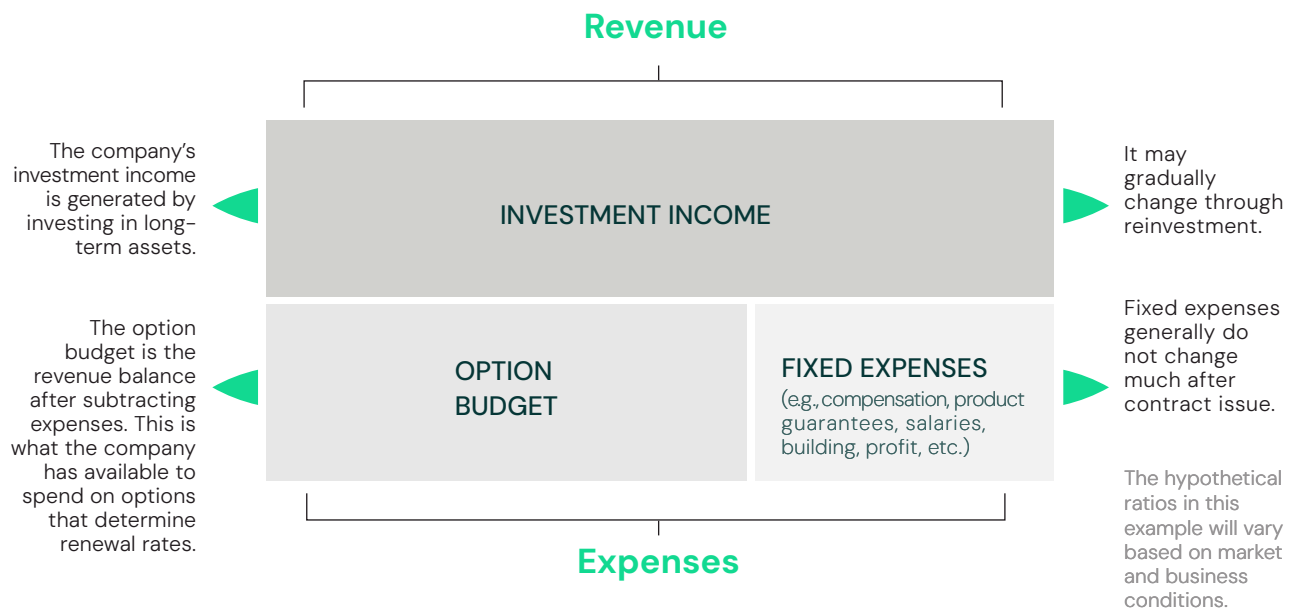 Revenue
The company's
investment income
is generated by
investing in long-
term assets.
INVESTMENT INCOME
It may
gradually
change through
reinvestment.
The option
budget is the
revenue balance
after subtracting
expenses. This is
what the company
has available to
spend on options
that determine
renewal rates.
OPTION
BUDGET
FIXED EXPENSES
(e.g., compensation, product
guarantees, salaries,
building, profit, etc.)
Fixed expenses
generally do
not change
much after
contract issue.
The hypothetical
ratios in this
example will vary
based on market
and business
conditions.
Expenses